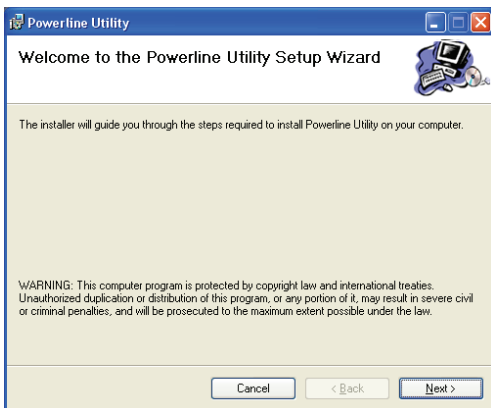 Powerline Utility
Welcome to the Powerline Utility Setup Wizard
The installer will guide you through the steps required to install Powerline Utility on your computer.
WARNING: This computer program is protected by copyright law and international treaties.
Unauthorized duplication or distribution of this program, or any portion of it, may result in severe civil
or criminal penalties, and will be prosecuted to the maximum extent possible under the law.
Cancel
< Back
Next >